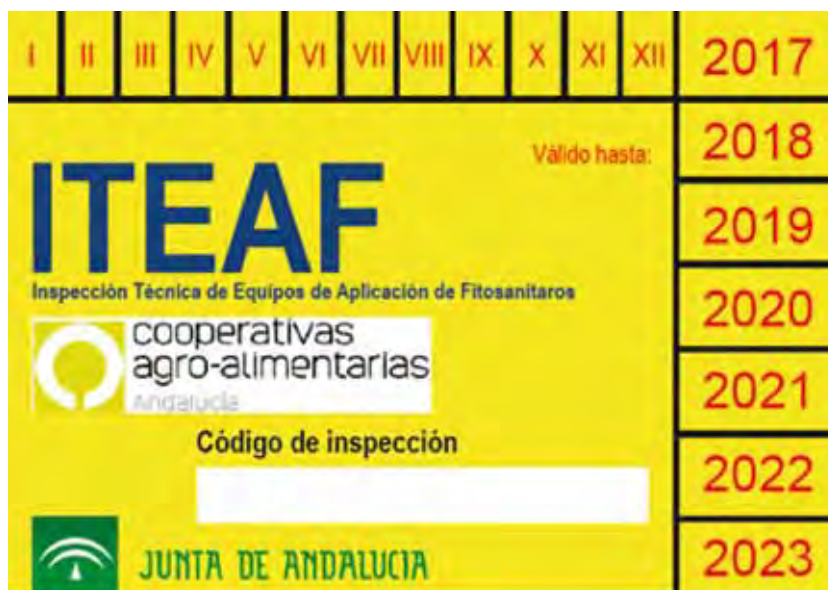 I II III IV V VI VII VIII IX X XI XII 2017
Válido hasta: 2018
ITEAF
2019
Inspección Técnica de Equipos de Aplicación de Fitosanitaros
2020
cooperativas
agro-alimentarias
Andalucía
2021
Código de inspección
2022
JUNTA DE ANDALUCIA
2023